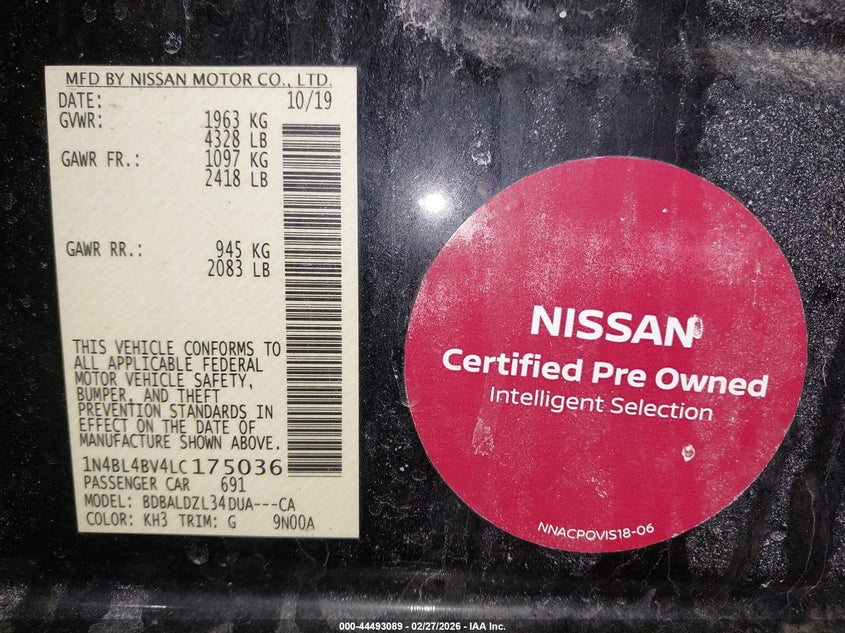 MFD BY NISSAN MOTOR CO., LTD.
DATE: 10/19
GVWR: 1963 KG
4328 LB
GAWR FR.: 1097 KG
2418 LB
GAWR RR.: 945 KG
2083 LB
THIS VEHICLE CONFORMS TO
ALL APPLICABLE FEDERAL
MOTOR VEHICLE SAFETY,
BUMPER, AND THEFT
PREVENTION STANDARDS IN
EFFECT ON THE DATE OF
MANUFACTURE SHOWN ABOVE.
1N4BL4BV4LC175036
PASSENGER CAR 691
MODEL: BDBALDZL34DUA---CA
COLOR: KH3 TRIM: G 9N00A
NISSAN
Certified Pre Owned
Intelligent Selection
NNACPOVIS18-06
000-44493089 - 02/27/2026 - IAA Inc.